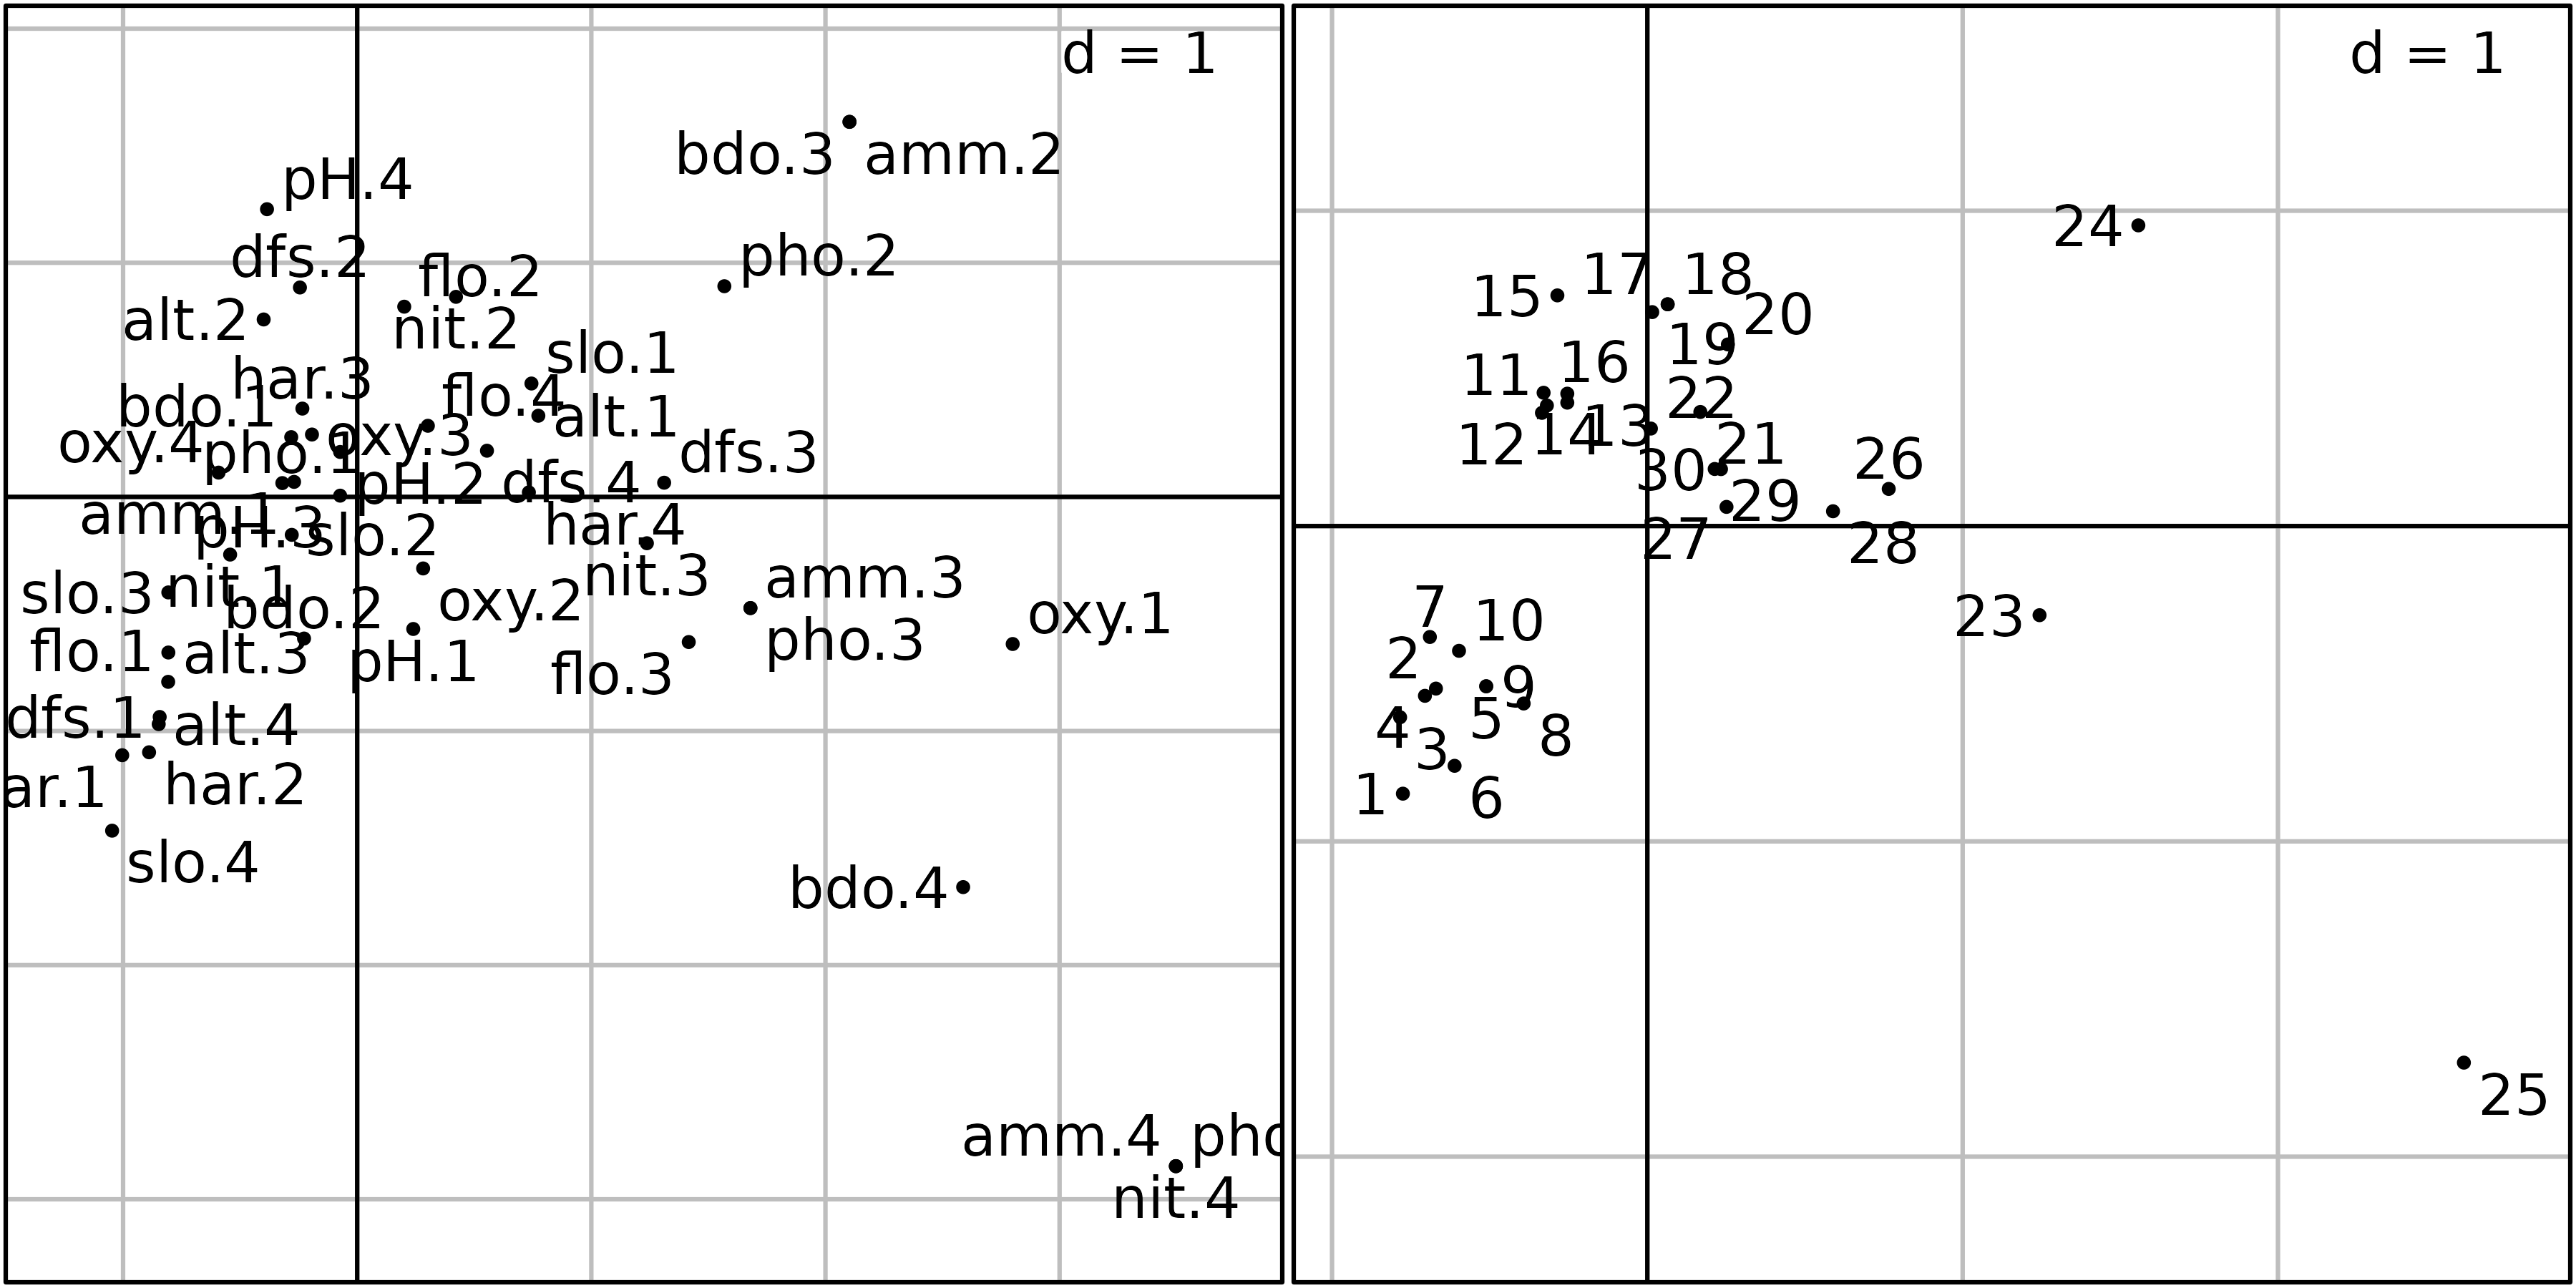 d = 1
bdo.3 amm.2
pH.4
dfs.2
flo.2
pho.2
alt.2
nit.2
slo.1
har.3
flo.4
bdo.1
alt.1
oxy.4
pho.1
oxy.3
dfs.3
pH.2
dfs.4
amm.1
pH.3
slo.2
har.4
slo.3
nit.1
bdo.2
oxy.2
nit.3
amm.3
oxy.1
flo.1
alt.3
pH.1
flo.3
pho.3
dfs.1
alt.4
ar.1
har.2
slo.4
bdo.4
amm.4 pho
nit.4
d = 1
24
15
17
18
20
19
11
16
22
12
14
13
21
30
26
29
27
28
7
10
23
2
9
4
3
5
8
1
6
25